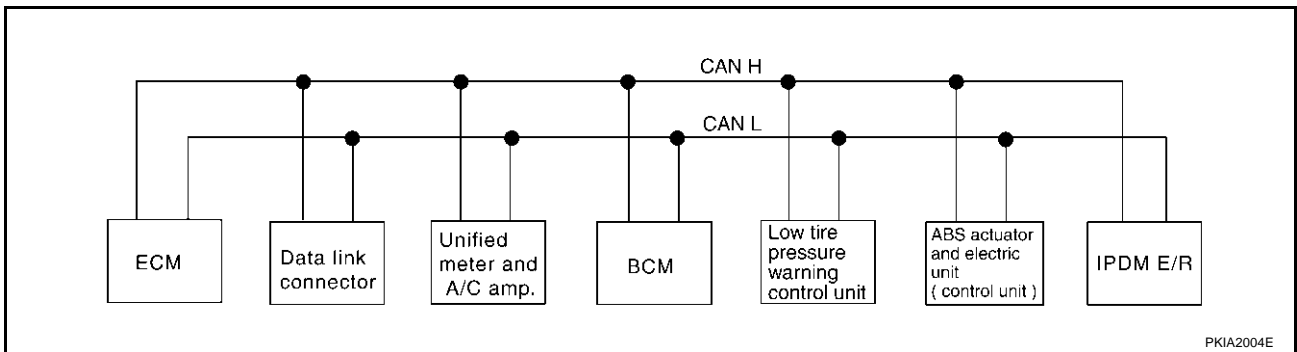 CAN H
CAN L
ECM
Data link
connector
Unified
meter and
A/C amp.
BCM
Low tire
pressure
warning
control unit
ABS actuator
and electric
unit
( control unit )
IPDM E/R
PKIA2004E